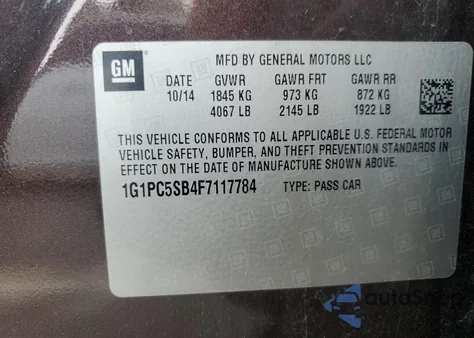 GM
MFD BY GENERAL MOTORS LLC
DATE GVWR GAWR FRT GAWR RR
10/14 1845 KG 973 KG 872 KG
4067 LB 2145 LB 1922 LB
THIS VEHICLE CONFORMS TO ALL APPLICABLE U.S. FEDERAL MOTOR
VEHICLE SAFETY, BUMPER, AND THEFT PREVENTION STANDARDS IN
EFFECT ON THE DATE OF MANUFACTURE SHOWN ABOVE.
1G1PC5SB4F7117784 TYPE: PASS CAR